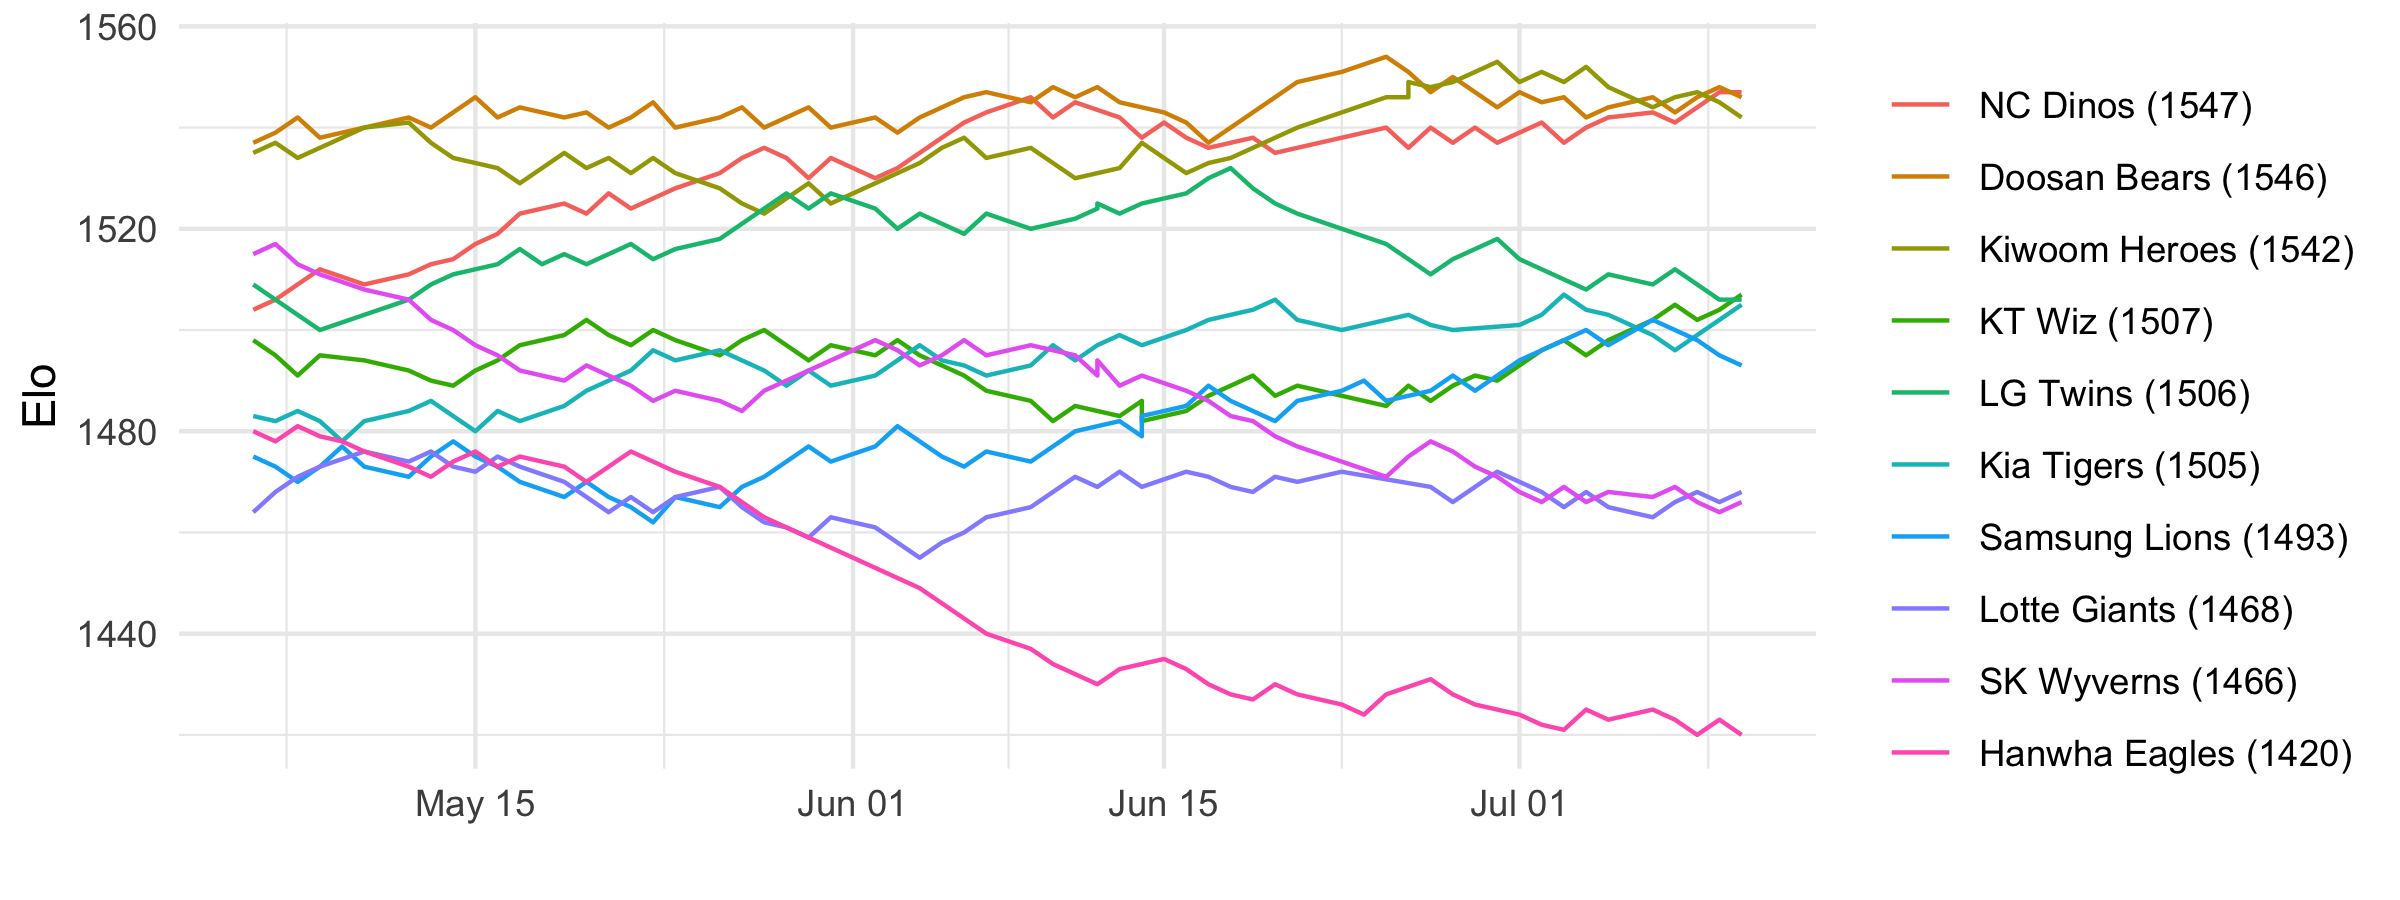 1560
1520
1480
1440
Elo
May 15
Jun 01
Jun 15
Jul 01
NC Dinos (1547)
Doosan Bears (1546)
Kiwoom Heroes (1542)
KT Wiz (1507)
LG Twins (1506)
Kia Tigers (1505)
Samsung Lions (1493)
Lotte Giants (1468)
SK Wyverns (1466)
Hanwha Eagles (1420)